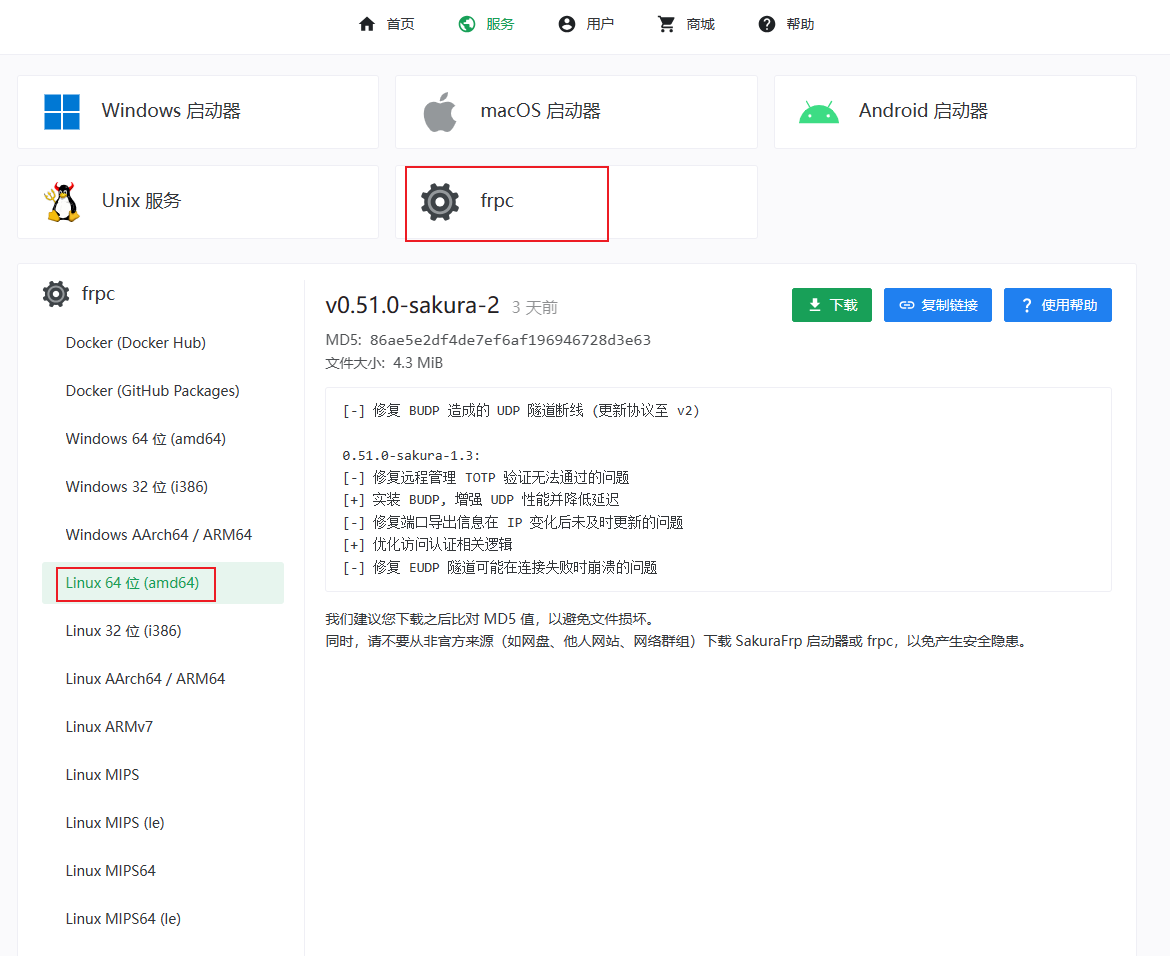 首页 服务 用户 商城 帮助
Windows 启动器 macOS 启动器 Android 启动器
Unix 服务 frpc
frpc
Docker (Docker Hub)
Docker (GitHub Packages)
Windows 64 位 (amd64)
Windows 32 位 (i386)
Windows AArch64 / ARM64
Linux 64 位 (amd64)
Linux 32 位 (i386)
Linux AArch64 / ARM64
Linux ARMv7
Linux MIPS
Linux MIPS (le)
Linux MIPS64
Linux MIPS64 (le)
v0.51.0-sakura-2 3 天前 下载 复制链接 使用帮助
MD5: 86ae5e2df4de7ef6af196946728d3e63
文件大小: 4.3 MiB
[-] 修复 BUDP 造成的 UDP 隧道断线 (更新协议至 v2)
0.51.0-sakura-1.3:
[-] 修复远程管理 TOTP 验证无法通过的问题
[+] 实装 BUDP, 增强 UDP 性能并降低延迟
[-] 修复端口导出信息在 IP 变化后未及时更新的问题
[+] 优化访问认证相关逻辑
[-] 修复 EUDP 隧道可能在连接失败时崩溃的问题
我们建议您下载之后比对 MD5 值，以避免文件损坏。
同时，请不要从非官方来源（如网盘、他人网站、网络群组）下载 SakuraFrp 启动器或 frpc，以免产生安全隐患。